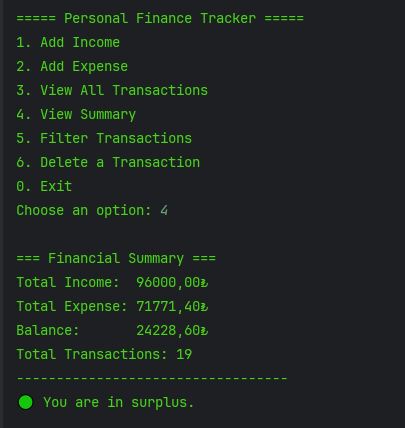 ===== Personal Finance Tracker =====
1. Add Income
2. Add Expense
3. View All Transactions
4. View Summary
5. Filter Transactions
6. Delete a Transaction
0. Exit
Choose an option: 4
=== Financial Summary ===
Total Income:  96000,00₺
Total Expense: 71771,40₺
Balance:       24228,60₺
Total Transactions: 19
----------------------------------
🟢 You are in surplus.